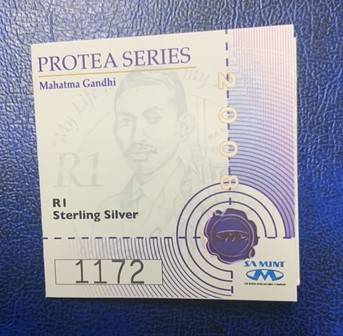 PROTEA SERIES
Mahatma Gandhi
2008
R1
R1
Sterling Silver
1172
SA MINT